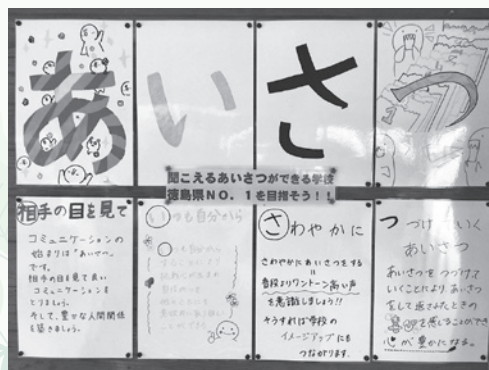 あ
い
さ
つ
聞こえるあいさつができる学校
徳島県NO.1を目指そう!!
相手の目を見て
コミュニケーションの
始まりは"あいさつ"
です。
相手の目を見て良い
コミュニケーションを
とりましょう。
そして、豊かな人間関係
を築きましょう。
いつも自分から
さわやかに
さわやかにあいさつをする
=
普段よりワントーン高い声
を意識しましょう!!
そうすれば学校の
イメージアップにも
つながります。
つづけていく
あいさつ
あいさつをつづけて
いくことによりあいさつ
をして返さ れたときの
を感じることができ
心が豊かになる。